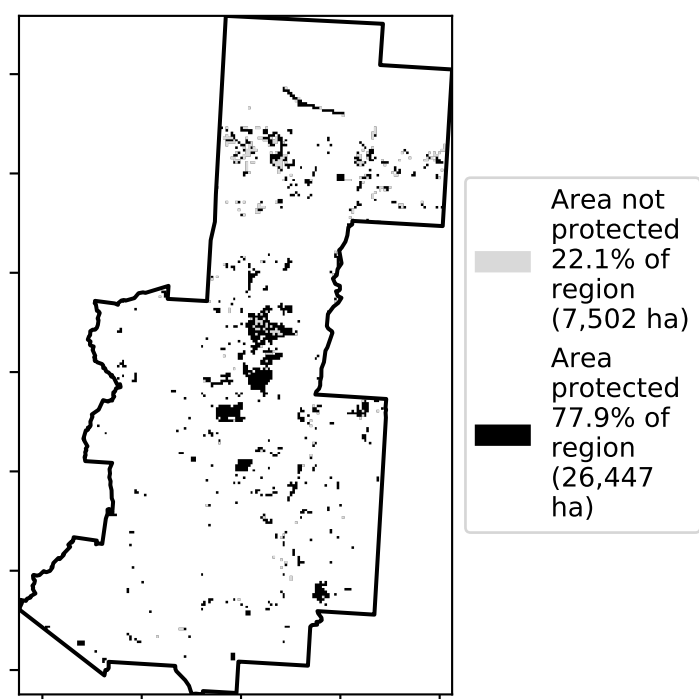 Area not
protected
22.1% of
region
(7,502 ha)
Area
protected
77.9% of
region
(26,447
ha)